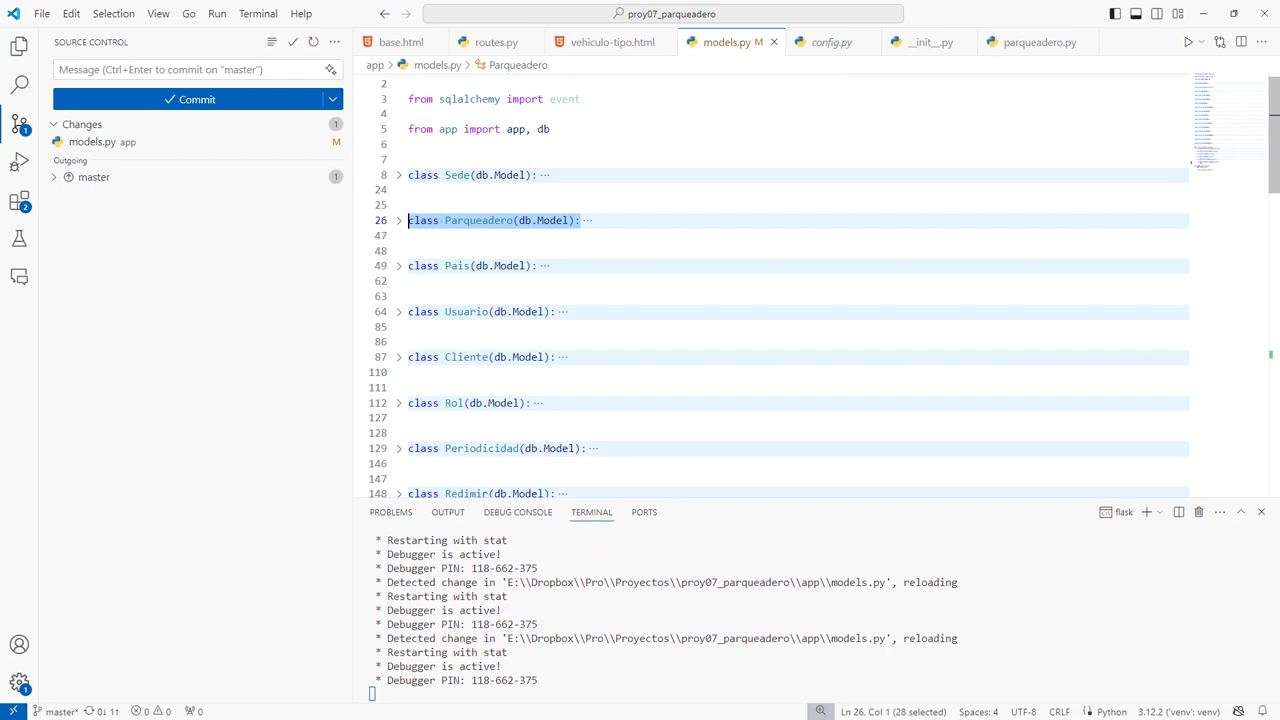 File Edit Selection View Go Run Terminal Help
proy07_parqueadero
SOURCE CONTROL
Message (Ctrl+Enter to commit on "master")
Commit
Changes
models.py app M
Outgoing
master 1
1
2
base.html routes.py vehiculo-tipo.html models.py M config.py __init__.py parqueadero.py
app > models.py > Parqueadero
2
3 from sqlalchemy import event
4
5 from app import app, db
6
7
8 class Sede(db.Model): ...
24
25
26 class Parqueadero(db.Model): ...
47
48
49 class Pais(db.Model): ...
62
63
64 class Usuario(db.Model): ...
85
86
87 class Cliente(db.Model): ...
110
111
112 class Rol(db.Model): ...
127
128
129 class Periodicidad(db.Model): ...
146
147
148 class Redimir(db.Model): ...
PROBLEMS OUTPUT DEBUG CONSOLE TERMINAL PORTS
flask
* Restarting with stat
* Debugger is active!
* Debugger PIN: 118-662-375
* Detected change in 'E:\\Dropbox\\Pro\\Proyectos\\proy07_parqueadero\\app\\models.py', reloading
* Restarting with stat
* Debugger is active!
* Debugger PIN: 118-662-375
* Detected change in 'E:\\Dropbox\\Pro\\Proyectos\\proy07_parqueadero\\app\\models.py', reloading
* Restarting with stat
* Debugger is active!
* Debugger PIN: 118-662-375
1
master* 0↓ 1↑ 0 0 0 Ln 26, Col 1 (28 selected) Spaces: 4 UTF-8 CRLF Python 3.12.2 ('venv': venv)